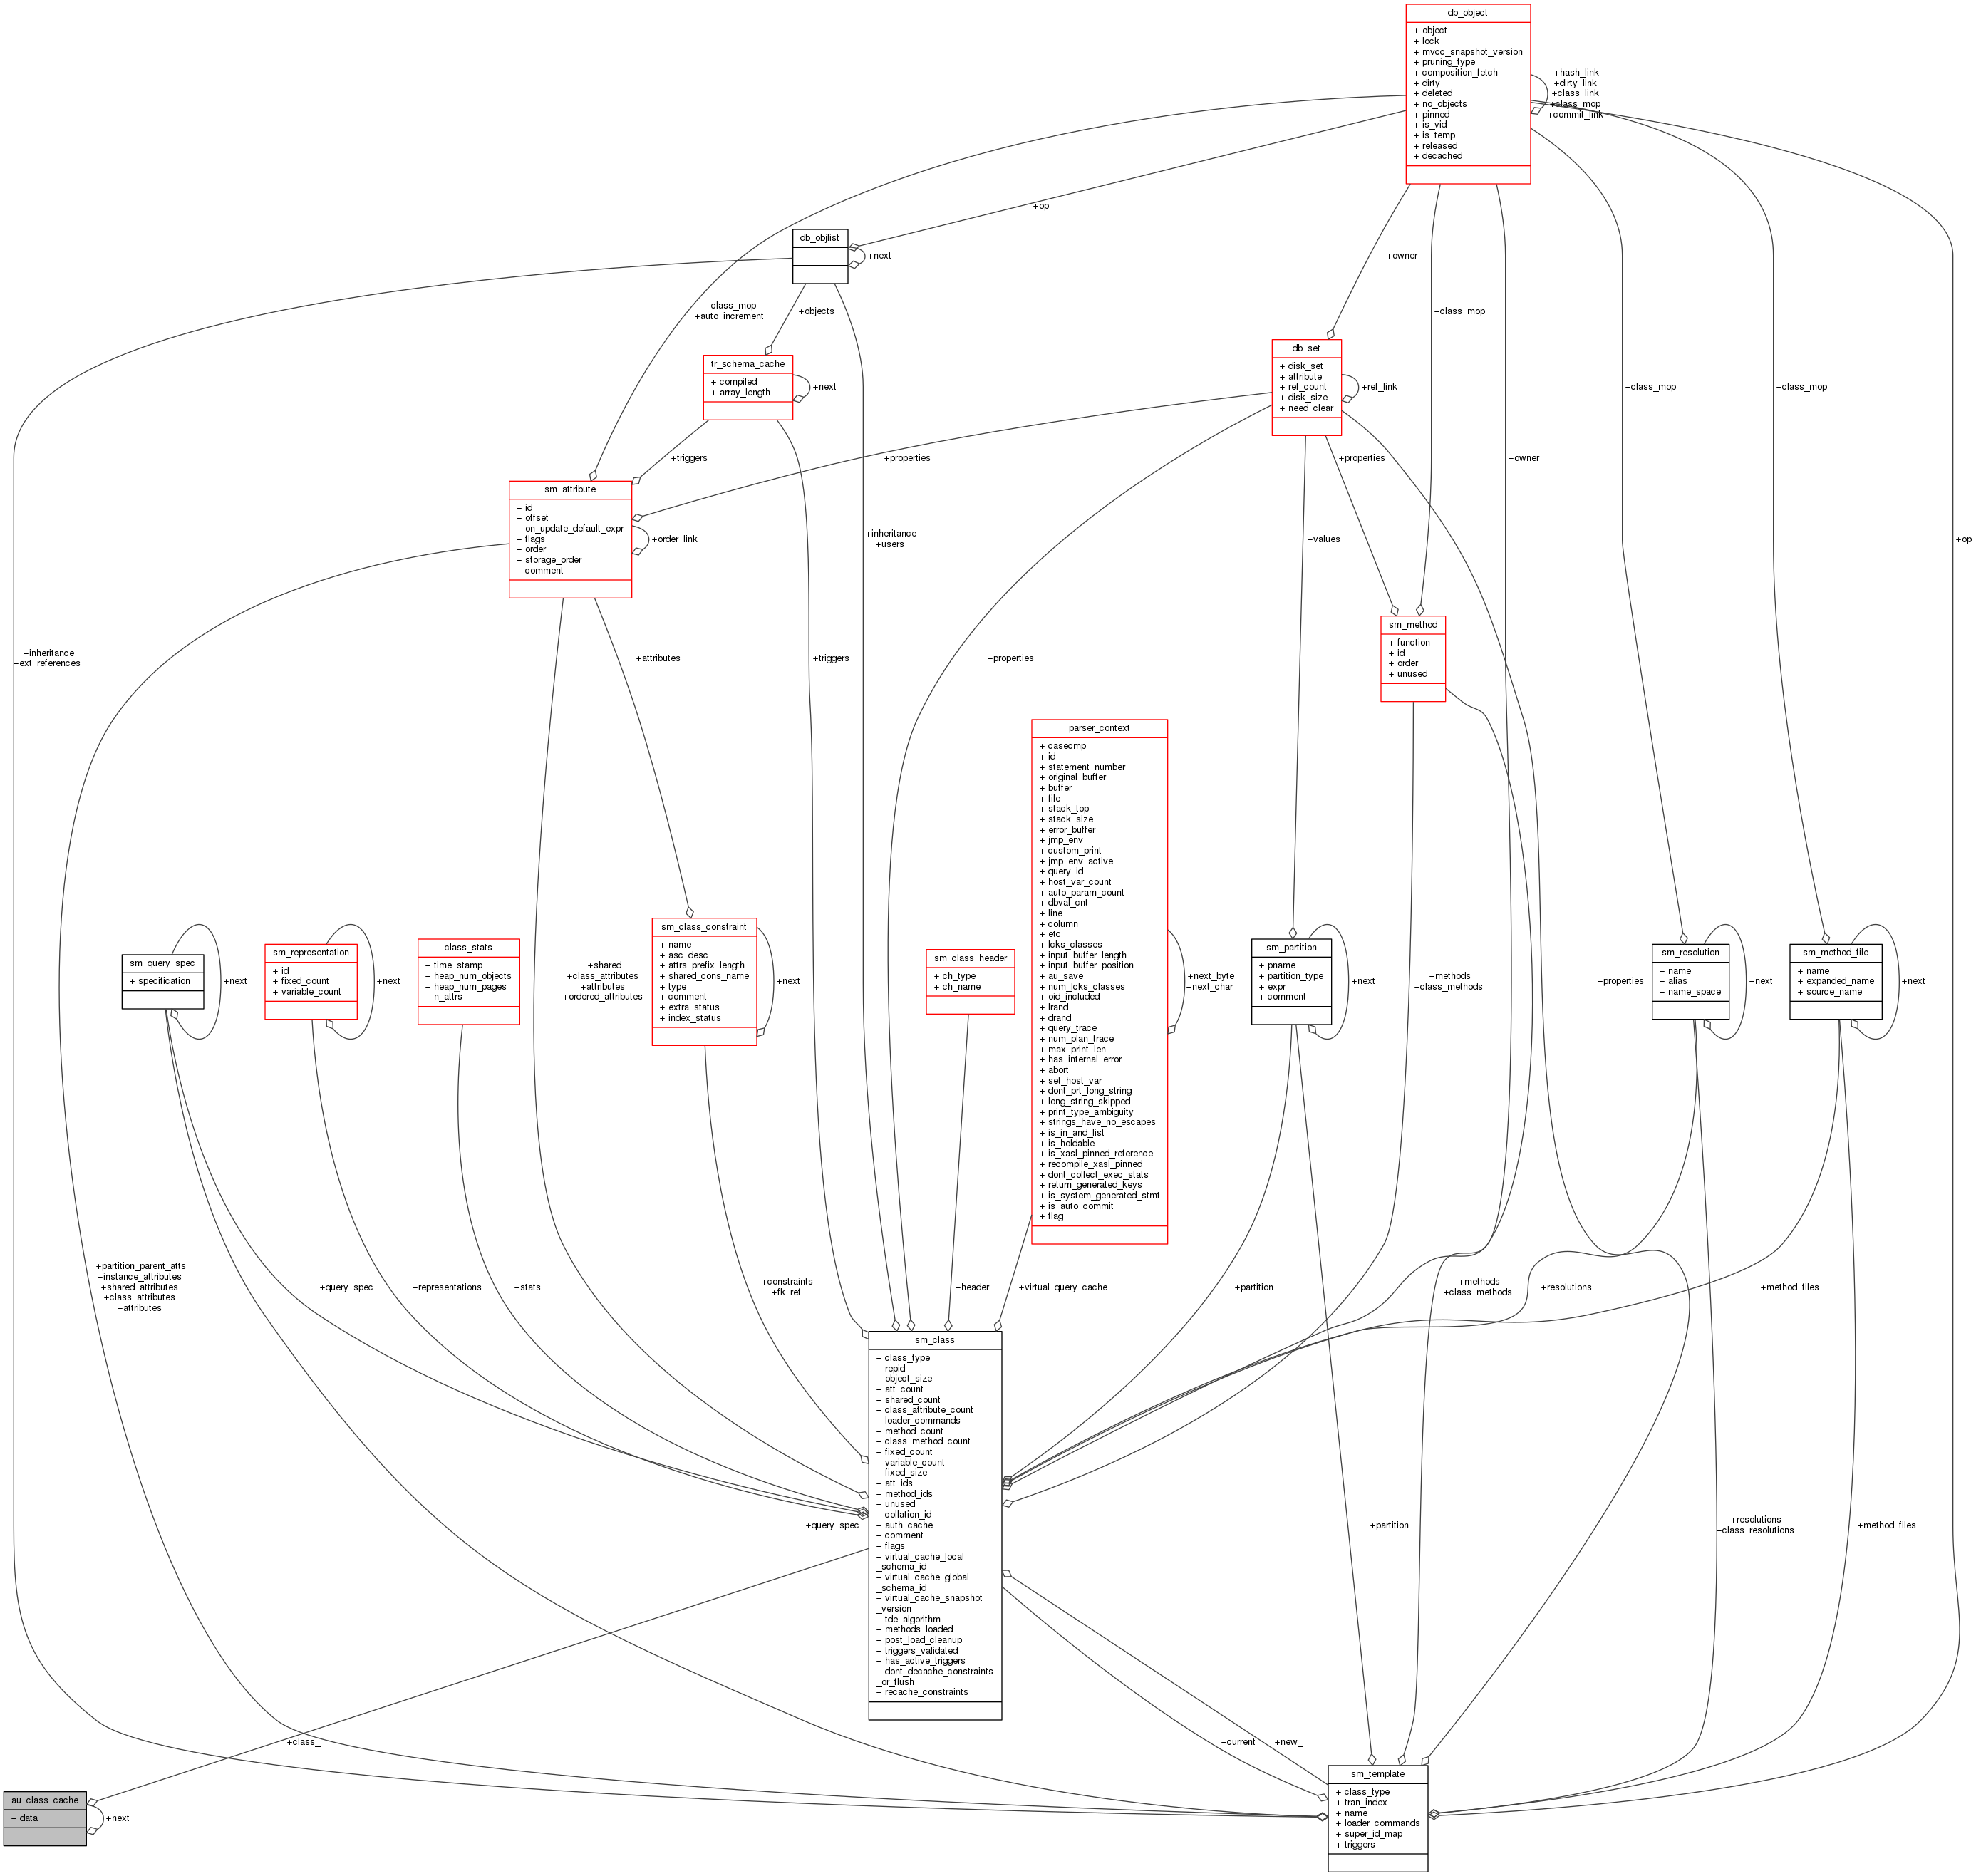 db_object
+ object
+ lock
+ mvcc_snapshot_version
+ pruning_type
+ composition_fetch
+ dirty
+ deleted
+ no_objects
+ pinned
+ is_vid
+ is_temp
+ released
+ decached
+hash_link
+dirty_link
+class_link
+class_mop
+commit_link
+op
db_objlist
+next
+owner
+class_mop
+auto_increment
+objects
+class_mop
+class_mop
+class_mop
db_set
+ disk_set
+ attribute
+ ref_count
+ disk_size
+ need_clear
+ref_link
tr_schema_cache
+ compiled
+ array_length
+next
+triggers
+properties
+properties
+owner
sm_attribute
+ id
+ offset
+ on_update_default_expr
+ flags
+ order
+ storage_order
+ comment
+order_link
+inheritance
+users
+values
+op
sm_method
+ function
+ id
+ order
+ unused
+inheritance
+ext_references
+attributes
+triggers
+properties
parser_context
+ casecmp
+ id
+ statement_number
+ original_buffer
+ buffer
+ file
+ stack_top
+ stack_size
+ error_buffer
+ jmp_env
+ custom_print
+ jmp_env_active
+ query_id
+ host_var_count
+ auto_param_count
+ dbval_cnt
+ line
+ column
+ etc
+ lcks_classes
+ input_buffer_length
+ input_buffer_position
+ au_save
+ num_lcks_classes
+ oid_included
+ lrand
+ drand
+ query_trace
+ num_plan_trace
+ max_print_len
+ has_internal_error
+ abort
+ set_host_var
+ dont_prt_long_string
+ long_string_skipped
+ print_type_ambiguity
+ strings_have_no_escapes
+ is_in_and_list
+ is_holdable
+ is_xasl_pinned_reference
+ recompile_xasl_pinned
+ dont_collect_exec_stats
+ return_generated_keys
+ is_system_generated_stmt
+ is_auto_commit
+ flag
+next_byte
+next_char
sm_query_spec
+ specification
+next
sm_representation
+ id
+ fixed_count
+ variable_count
+next
class_stats
+ time_stamp
+ heap_num_objects
+ heap_num_pages
+ n_attrs
+shared
+class_attributes
+attributes
+ordered_attributes
sm_class_constraint
+ name
+ asc_desc
+ attrs_prefix_length
+ shared_cons_name
+ type
+ comment
+ extra_status
+ index_status
+next
sm_class_header
+ ch_type
+ ch_name
sm_partition
+ pname
+ partition_type
+ expr
+ comment
+next
+methods
+class_methods
+properties
sm_resolution
+ name
+ alias
+ name_space
+next
sm_method_file
+ name
+ expanded_name
+ source_name
+next
+partition_parent_atts
+instance_attributes
+shared_attributes
+class_attributes
+attributes
+query_spec
+representations
+stats
+constraints
+fk_ref
+header
+virtual_query_cache
+partition
+methods
+class_methods
+resolutions
+method_files
sm_class
+ class_type
+ repid
+ object_size
+ att_count
+ shared_count
+ class_attribute_count
+ loader_commands
+ method_count
+ class_method_count
+ fixed_count
+ variable_count
+ fixed_size
+ att_ids
+ method_ids
+ unused
+ collation_id
+ auth_cache
+ comment
+ flags
+ virtual_cache_local
_schema_id
+ virtual_cache_global
_schema_id
+ virtual_cache_snapshot
_version
+ tde_algorithm
+ methods_loaded
+ post_load_cleanup
+ triggers_validated
+ has_active_triggers
+ dont_decache_constraints
_or_flush
+ recache_constraints
+query_spec
+partition
+resolutions
+class_resolutions
+method_files
+class_
+current
+new_
au_class_cache
+ data
+next
sm_template
+ class_type
+ tran_index
+ name
+ loader_commands
+ super_id_map
+ triggers